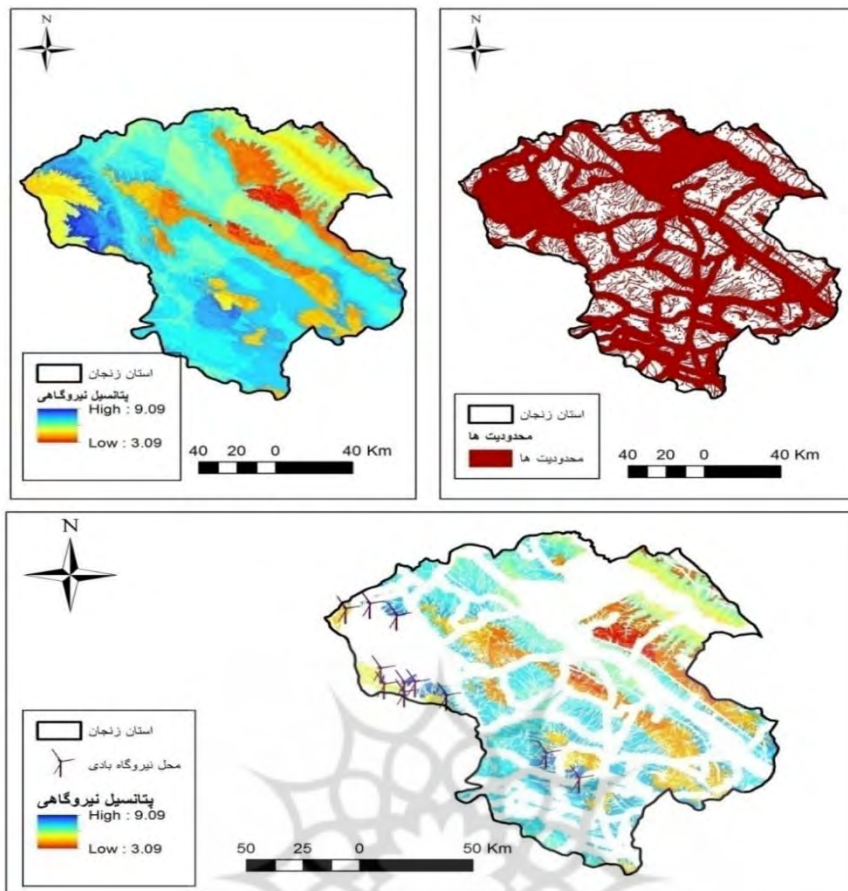 N
استان زنجان
پتانسیل نیروگاهی
High : 9.09
Low : 3.09
40 20 0 40 Km
N
استان زنجان
محدودیت ها
محدودیت ها
40 20 0 40 Km
N
استان زنجان
محل نیروگاه بادی
پتانسیل نیروگاهی
High : 9.09
Low : 3.09
50 25 0 50 Km